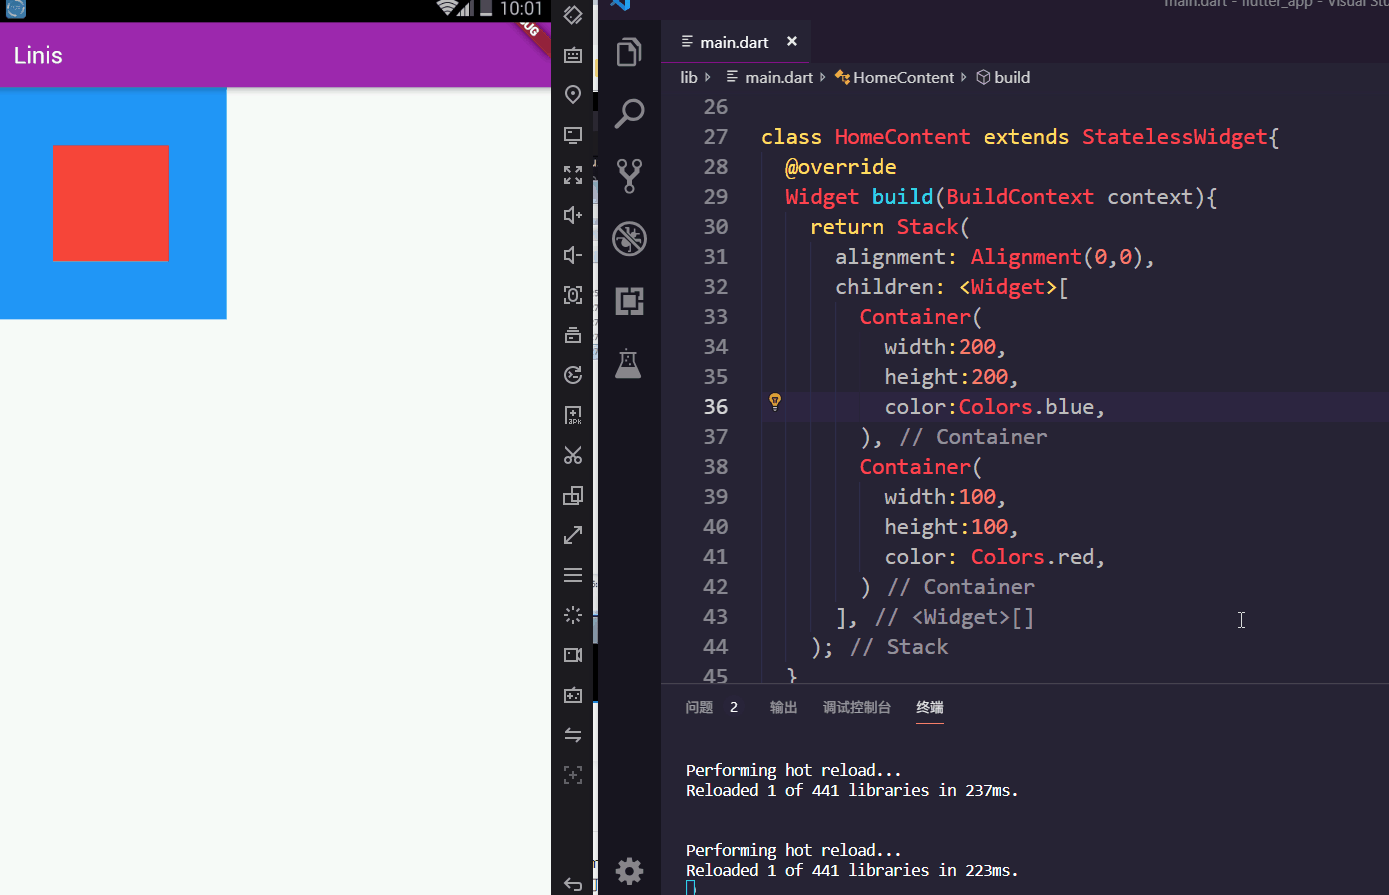 10:01
Linis
main.dart - flutter_app - Visual Stu
main.dart ×
lib main.dart HomeContent build
26
27 class HomeContent extends StatelessWidget{
28 @override
29 Widget build(BuildContext context){
30 return Stack(
31 alignment: Alignment(0,0),
32 children: <Widget>[
33 Container(
34 width:200,
35 height:200,
36 color:Colors.blue,
37 ), // Container
38 Container(
39 width:100,
40 height:100,
41 color: Colors.red,
42 ) // Container
43 ], // <Widget>[]
44 ); // Stack
45 }
问题 2 输出 调试控制台 终端
Performing hot reload...
Reloaded 1 of 441 libraries in 237ms.
Performing hot reload...
Reloaded 1 of 441 libraries in 223ms.